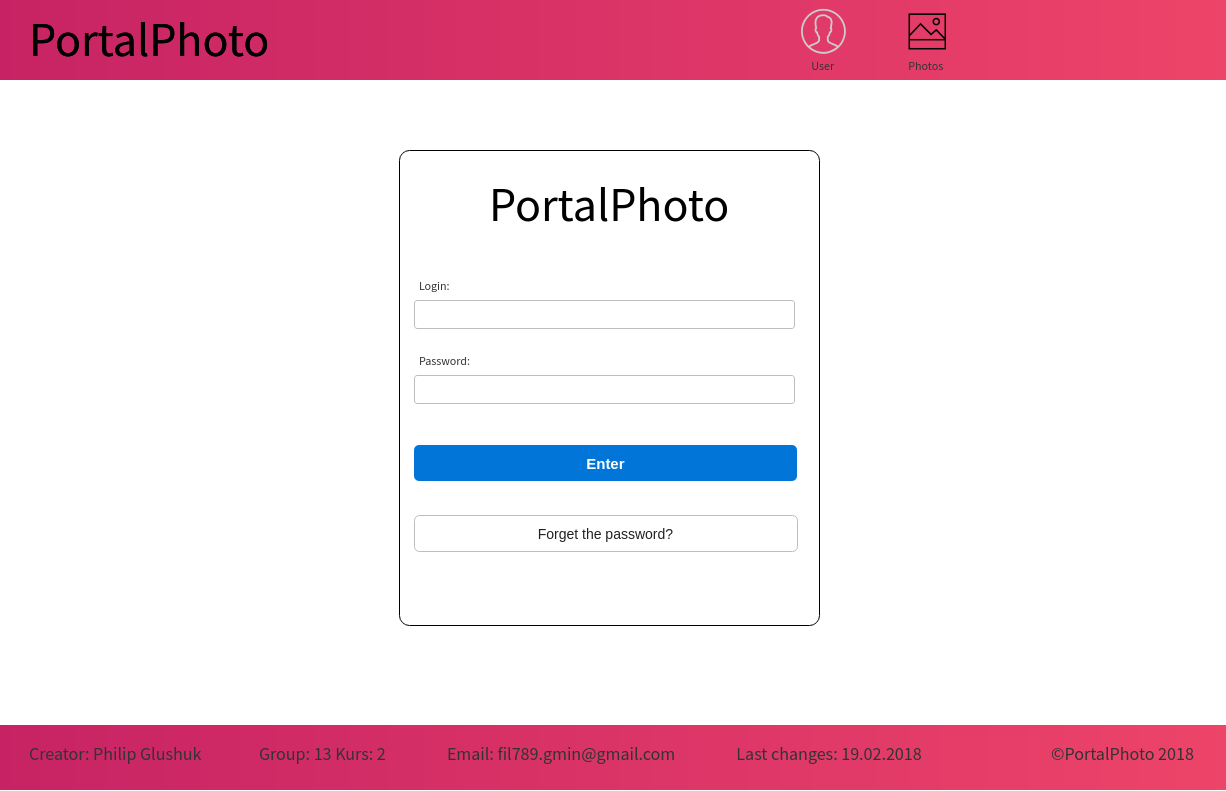 PortalPhoto
User
Photos
PortalPhoto
Login:
Password:
Enter
Forget the password?
Creator: Philip Glushuk
Group: 13 Kurs: 2
Email: fil789.gmin@gmail.com
Last changes: 19.02.2018
©PortalPhoto 2018